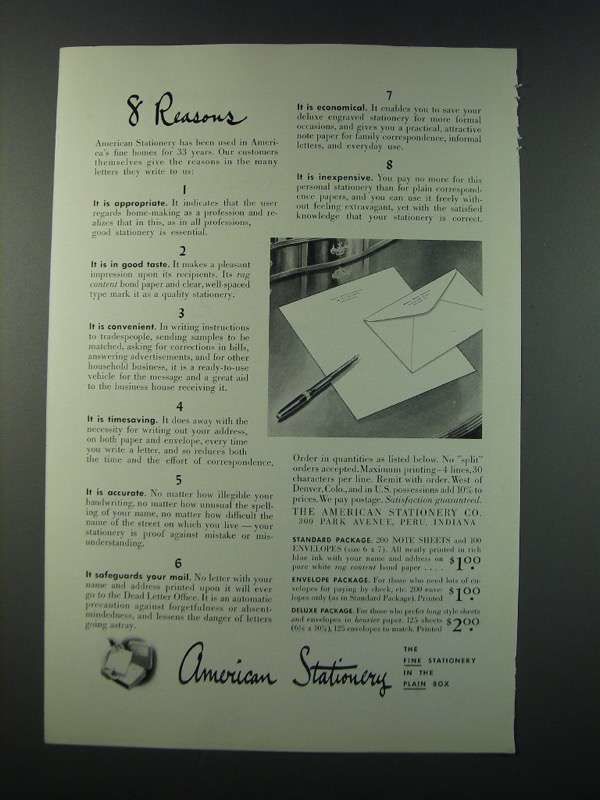 8 Reasons
American Stationery has been used in Ameri-
ca's fine homes for 33 years. Our customers
themselves give the reasons in the many
letters they write to us:
1
It is appropriate. It indicates that the user
regards home-making as a profession and re-
alizes that in this, as in all professions,
good stationery is essential.
2
It is in good taste. It makes a pleasant
impression upon its recipients. Its rag
content bond paper and clear, well-spaced
type mark it as a quality stationery.
3
It is convenient. In writing instructions
to tradespeople, sending samples to be
matched, asking for corrections in bills,
answering advertisements, and for other
household business, it is a ready-to-use
vehicle for the message and a great aid
to the business house receiving it.
4
It is timesaving. It does away with the
necessity for writing out your address,
on both paper and envelope, every time
you write a letter, and so reduces both
the time and the effort of correspondence.
5
It is accurate. No matter how illegible your
handwriting, no matter how unusual the spell-
ing of your name, no matter how difficult the
name of the street on which you live — your
stationery is proof against mistake or mis-
understanding.
6
It safeguards your mail. No letter with your
name and address printed upon it will ever
go to the Dead Letter Office. It is an automatic
precaution against forgetfulness or absent-
mindedness, and lessens the danger of letters
going astray.
7
It is economical. It enables you to save your
deluxe engraved stationery for more formal
occasions, and gives you a practical, attractive
note paper for family correspondence, informal
letters, and everyday use.
8
It is inexpensive. You pay no more for this
personal stationery than for plain correspond-
ence papers, and you can use it freely with-
out feeling extravagant, yet with the satisfied
knowledge that your stationery is correct.
Order in quantities as listed below. No "split"
orders accepted. Maximum printing–4 lines, 30
characters per line. Remit with order. West of
Denver, Colo., and in U.S. possessions add 10% to
prices. We pay postage. Satisfaction guaranteed.
THE AMERICAN STATIONERY CO.
300 PARK AVENUE, PERU, INDIANA
STANDARD PACKAGE. 200 NOTE SHEETS and 100
ENVELOPES (size 6 x 7). All neatly printed in rich
blue ink with your name and address on
pure white rag content bond paper .... $1.00
ENVELOPE PACKAGE. For those who need lots of en-
velopes for paying by check, etc. 200 enve-
lopes only (as in Standard Package). Printed $1.00
DELUXE PACKAGE. For those who prefer long style sheets
and envelopes in heavier paper. 125 sheets
(6⅞ x 10¾), 125 envelopes to match. Printed $2.00
American Stationery
THE
FINE STATIONERY
IN THE
PLAIN BOX